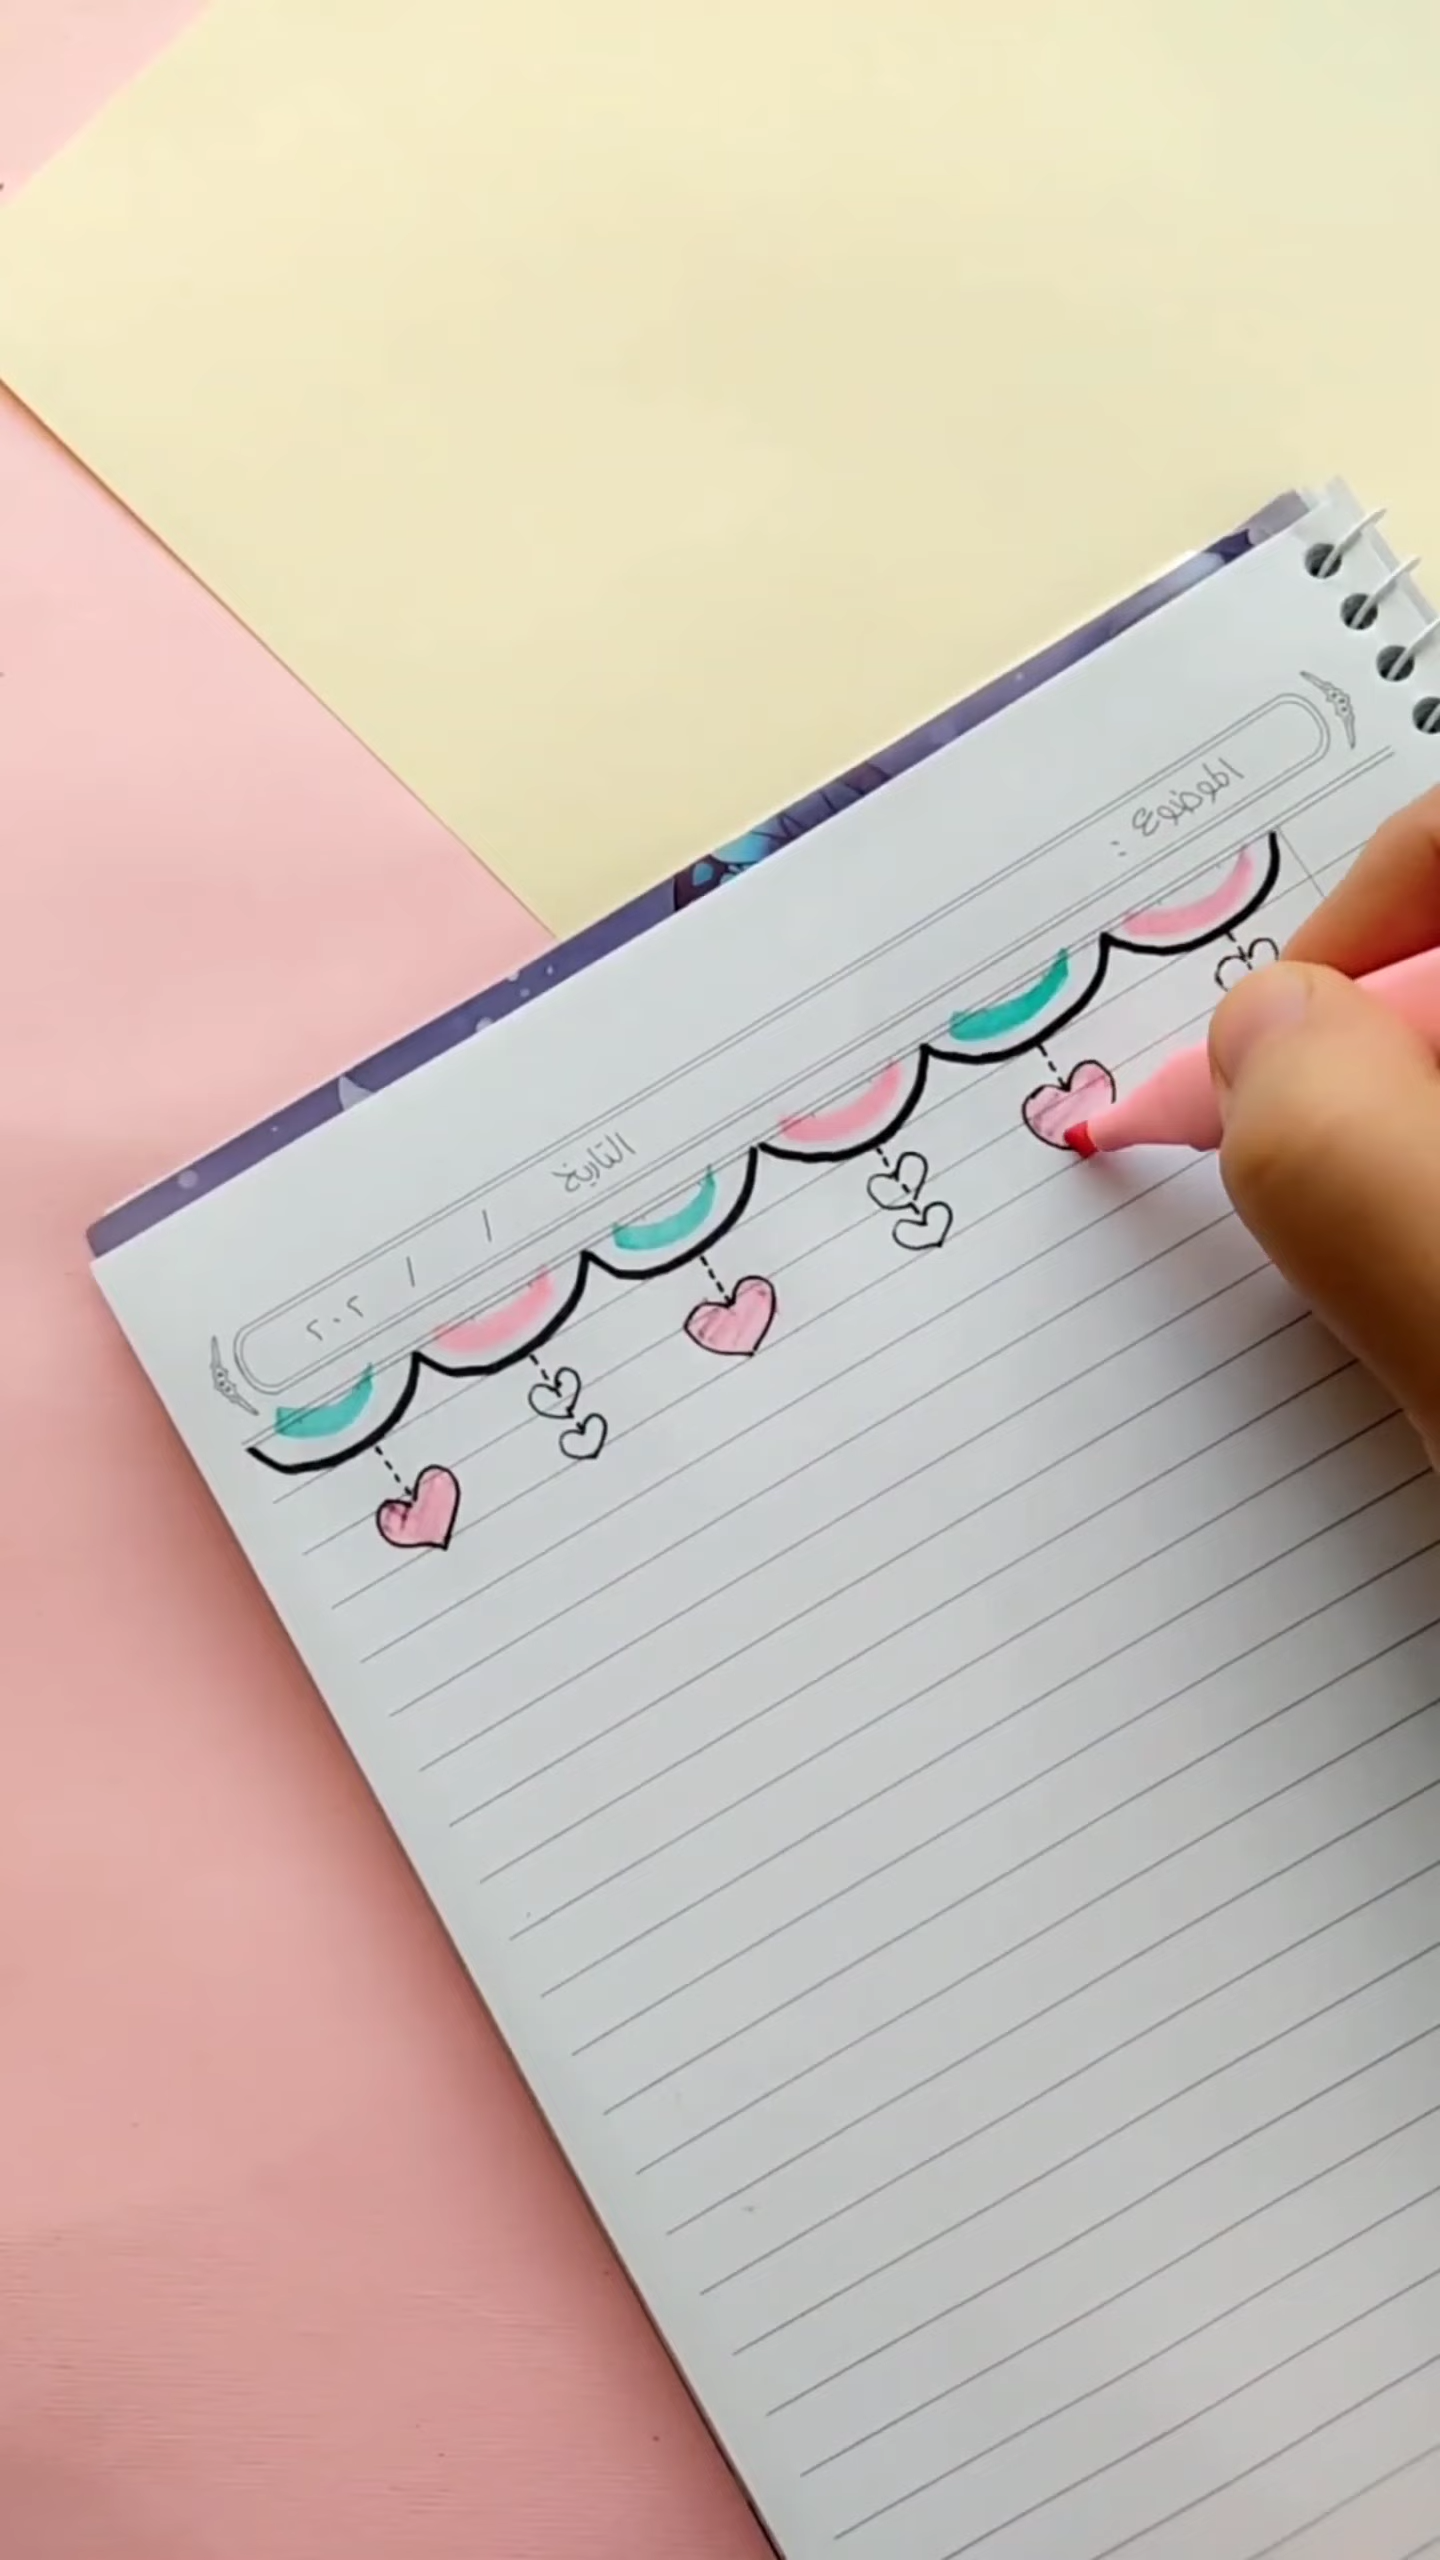 الموضوع :
التاريخ / / ٢٠٢